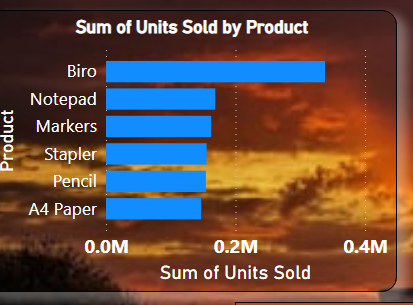 Sum of Units Sold by Product
Product
Biro
Notepad
Markers
Stapler
Pencil
A4 Paper
0.0M 0.2M 0.4M
Sum of Units Sold